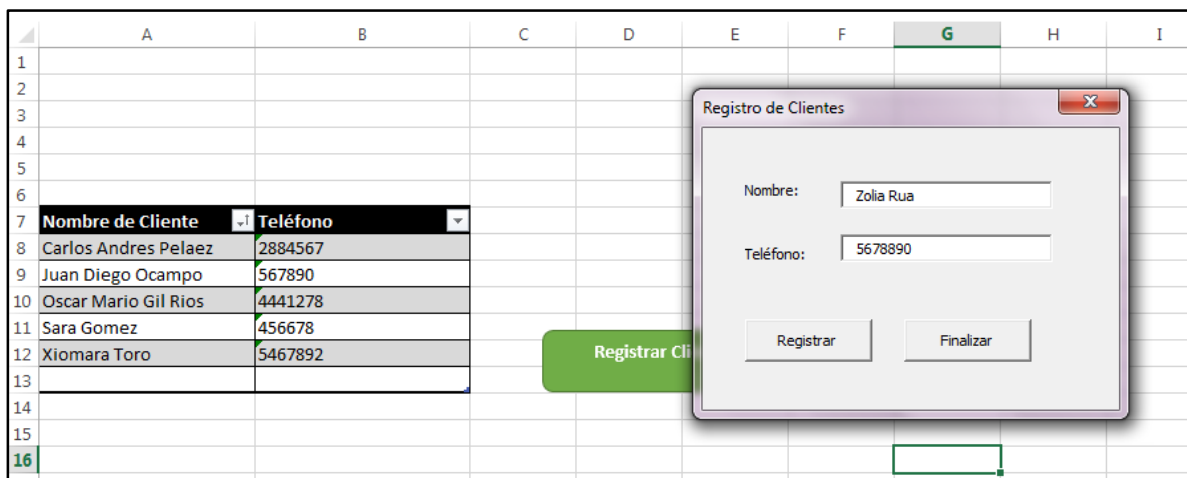 A B C D E F G H I
1
2
3
4
5
6
7 Nombre de Cliente Teléfono
8 Carlos Andres Pelaez 2884567
9 Juan Diego Ocampo 567890
10 Oscar Mario Gil Rios 4441278
11 Sara Gomez 456678
12 Xiomara Toro 5467892
13
14
15
16
Registrar Cli
Registro de Clientes
Nombre: Zolia Rua
Teléfono: 5678890
Registrar Finalizar